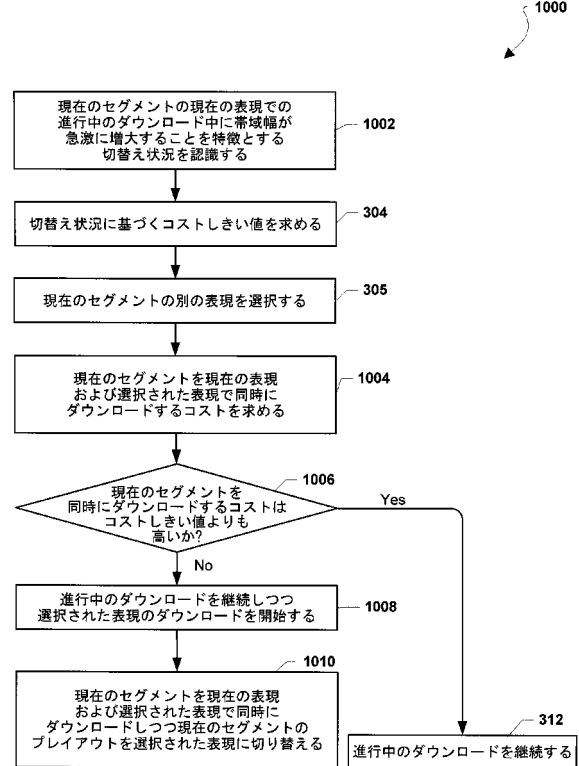 1000
現在のセグメントの現在の表現での
進行中のダウンロード中に帯域幅が
急激に増大することを特徴とする
切替え状況を認識する
1002
切替え状況に基づくコストしきい値を求める
304
現在のセグメントの別の表現を選択する
305
現在のセグメントを現在の表現
および選択された表現で同時に
ダウンロードするコストを求める
1004
現在のセグメントを
同時にダウンロードするコストは
コストしきい値よりも
高いか?
1006
Yes
No
進行中のダウンロードを継続しつつ
選択された表現のダウンロードを開始する
1008
現在のセグメントを現在の表現
および選択された表現で同時に
ダウンロードしつつ現在のセグメントの
プレイアウトを選択された表現に切り替える
1010
進行中のダウンロードを継続する
312